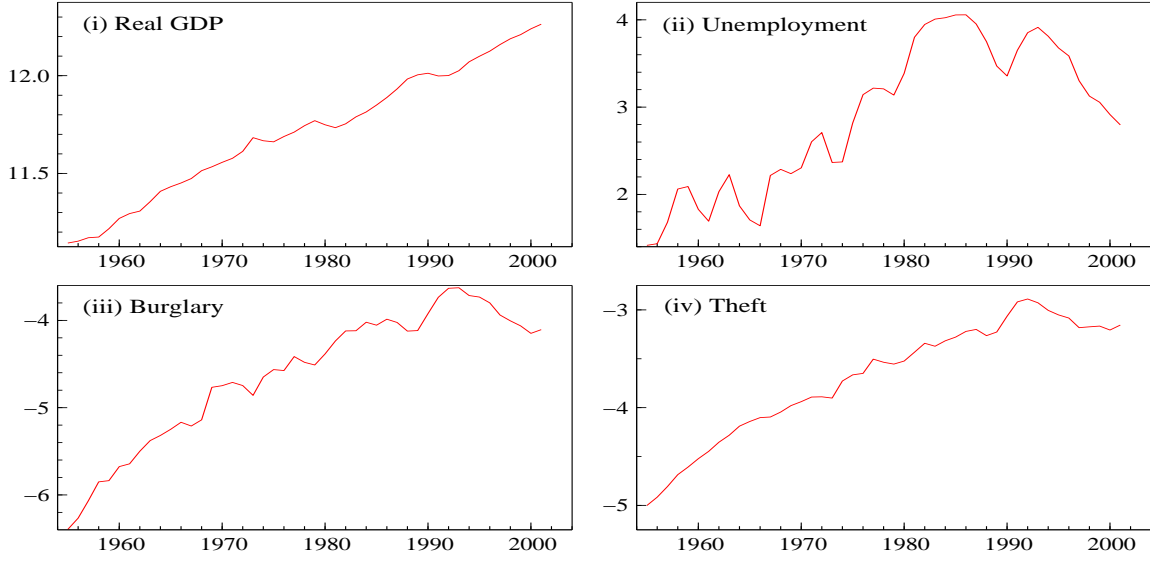 (i) Real GDP
12.0
11.5
1960 1970 1980 1990 2000
(ii) Unemployment
4
3
2
1960 1970 1980 1990 2000
(iii) Burglary
−4
−5
−6
1960 1970 1980 1990 2000
(iv) Theft
−3
−4
−5
1960 1970 1980 1990 2000